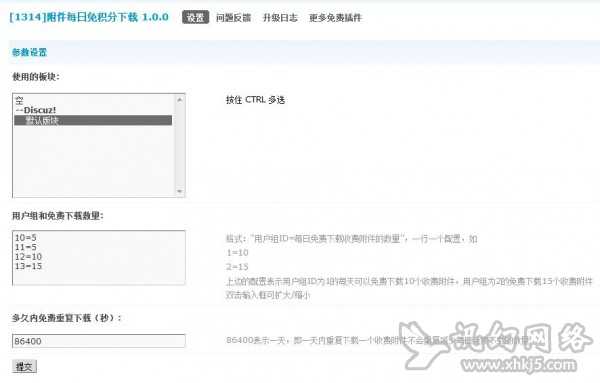 [1314]附件每日免积分下载 1.0.0 设置 问题反馈 升级日志 更多免费插件
参数设置
使用的板块:
空
--Discuz!
默认版块
按住 CTRL 多选
用户组和免费下载数量:
10=5
11=5
12=10
13=15
格式: "用户组ID=每日免费下载收费附件的数量", 一行一个配置, 如
1=10
2=15
上边的配置表示用户组ID为1的每天可以免费下载10个收费附件, 用户组为2的免费下载15个收费附件
双击输入框可扩大/缩小
多久内免费重复下载（秒）:
86400
86400表示一天, 即一天内重复下载一个收费附件不会
提交
网络
www.xhkj5.com